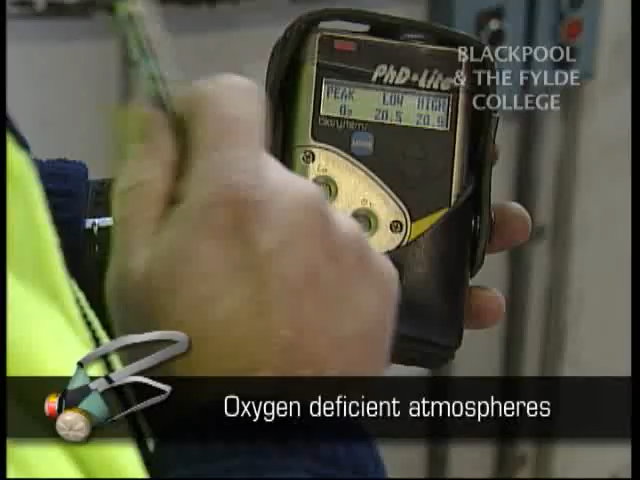 BLACKPOOL
& THE FYLDE
COLLEGE
PhD•Lite
PEAK LOW HIGH
O₂ 20.5 20.9
Oxygen deficient atmospheres